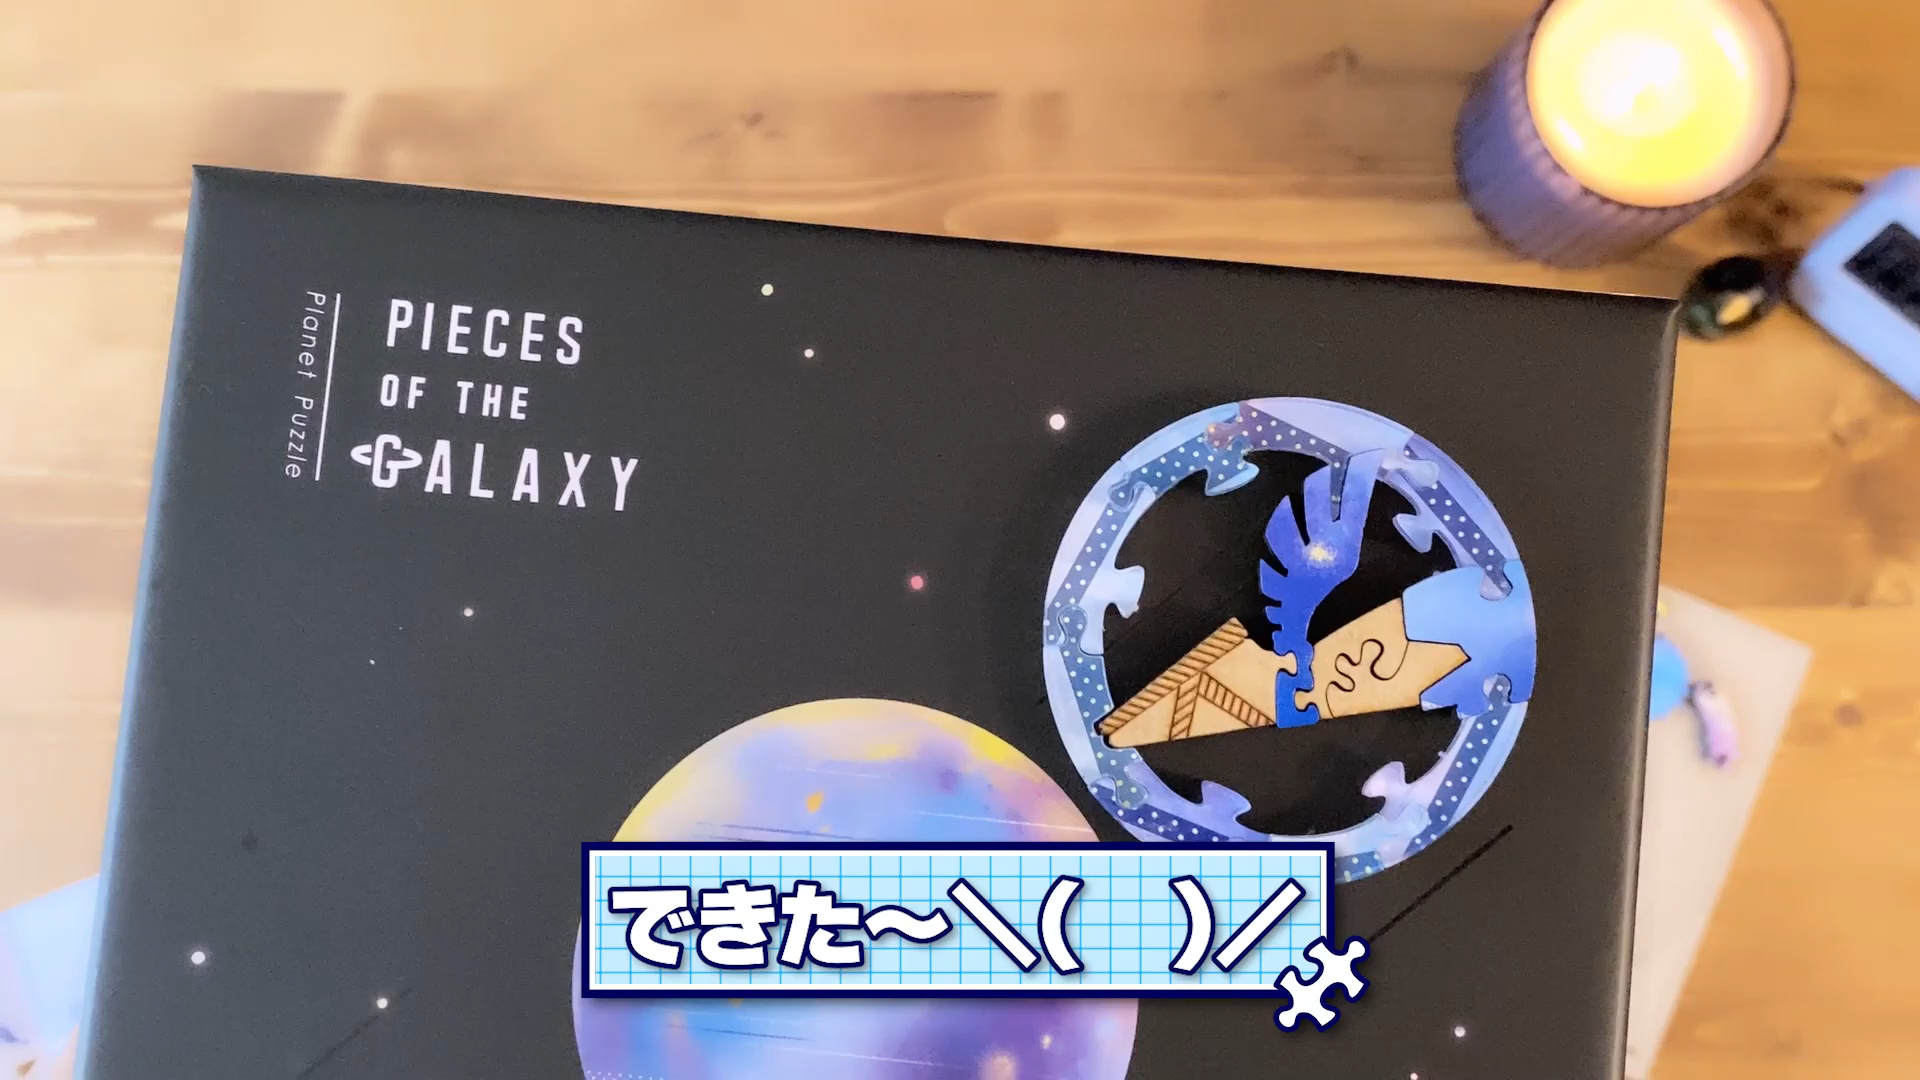 PIECES
OF THE
GALAXY
Planet Puzzle
できた〜＼(　)／